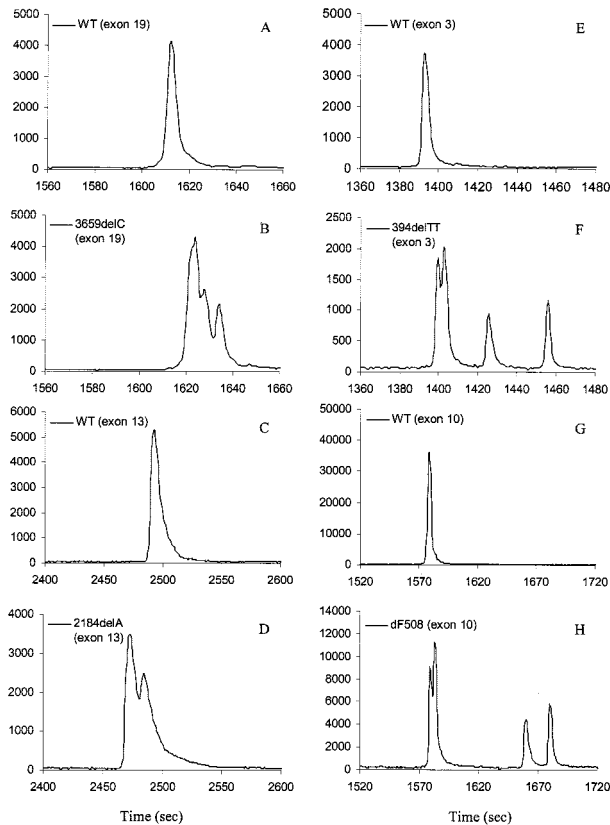 WT (exon 19)
A
5000
4000
3000
2000
1000
0
1560 1580 1600 1620 1640 1660
WT (exon 3)
E
5000
4000
3000
2000
1000
0
1360 1380 1400 1420 1440 1460 1480
3659delC
(exon 19)
B
5000
4000
3000
2000
1000
0
1560 1580 1600 1620 1640 1660
394delTT
(exon 3)
F
2500
2000
1500
1000
500
0
1360 1380 1400 1420 1440 1460 1480
WT (exon 13)
C
6000
5000
4000
3000
2000
1000
0
2400 2450 2500 2550 2600
WT (exon 10)
G
50000
40000
30000
20000
10000
0
1520 1570 1620 1670 1720
2184delA
(exon 13)
D
4000
3000
2000
1000
0
2400 2450 2500 2550 2600
Time (sec)
dF508 (exon 10)
H
14000
12000
10000
8000
6000
4000
2000
0
1520 1570 1620 1670 1720
Time (sec)